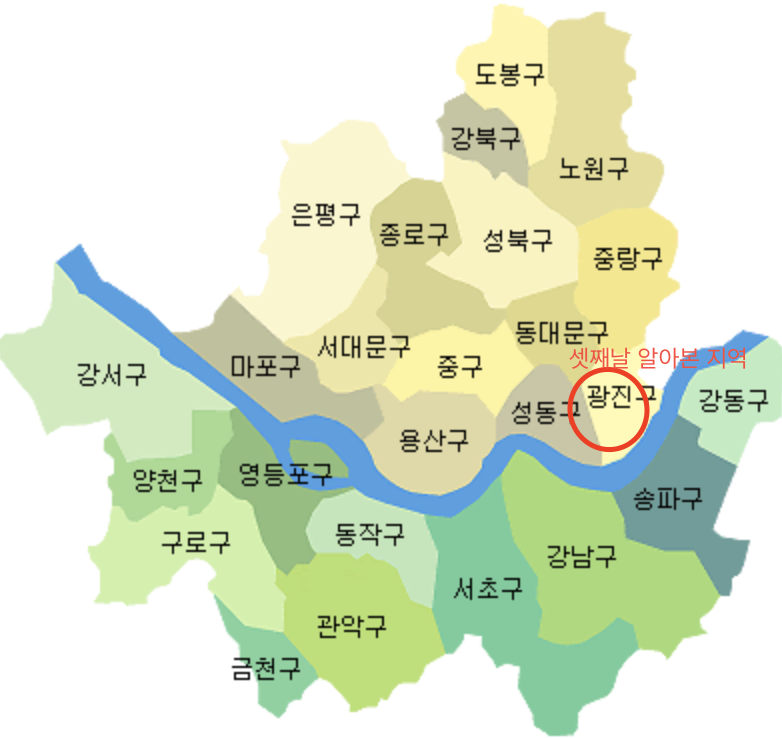 도봉구
강북구
노원구
은평구
종로구
성북구
중랑구
동대문구
서대문구
셋째날 알아본 지역
마포구
중구
강서구
광진구
강동구
성동구
용산구
양천구
영등포구
송파구
구로구
동작구
강남구
서초구
관악구
금천구